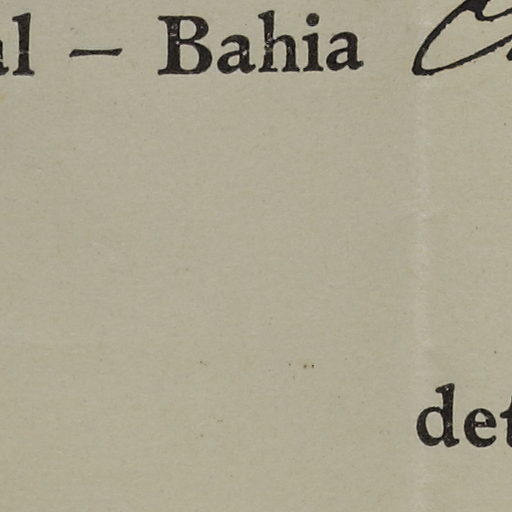 al – Bahia
det